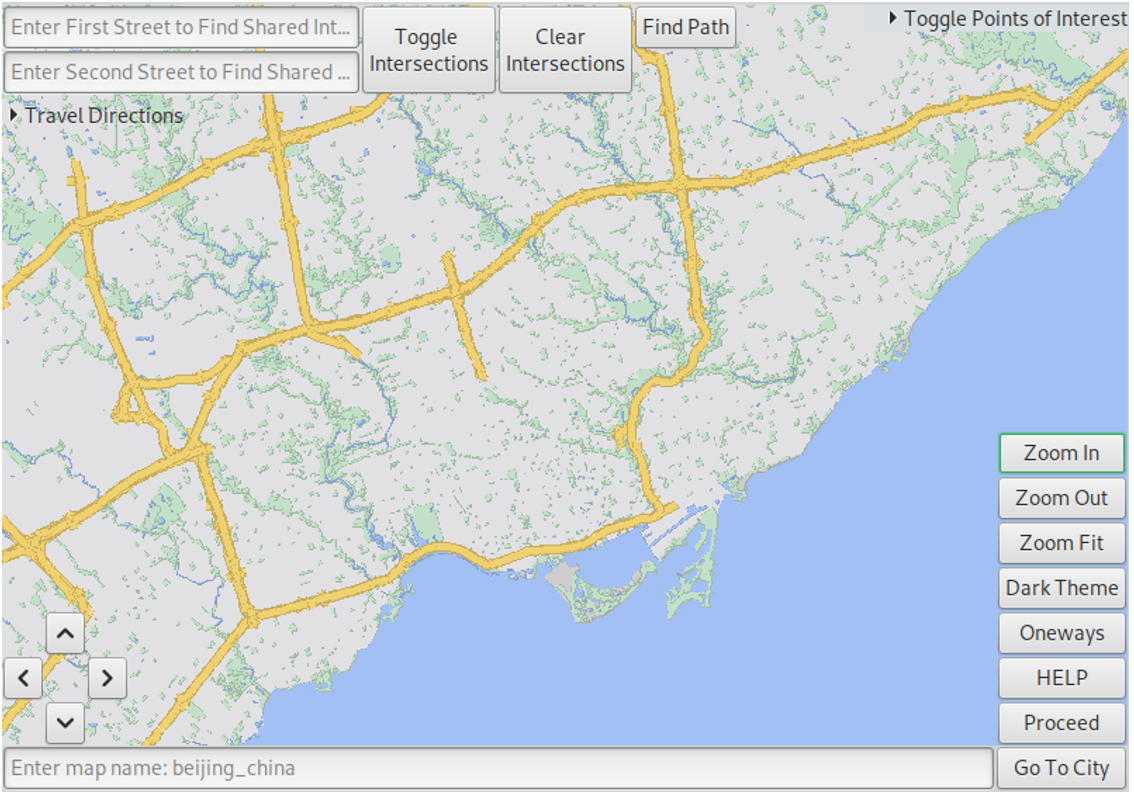 Enter First Street to Find Shared Int...
Enter Second Street to Find Shared ...
Toggle
Intersections
Clear
Intersections
Find Path
Toggle Points of Interest
Travel Directions
Zoom In
Zoom Out
Zoom Fit
Dark Theme
Oneways
HELP
Proceed
Enter map name: beijing_china
Go To City